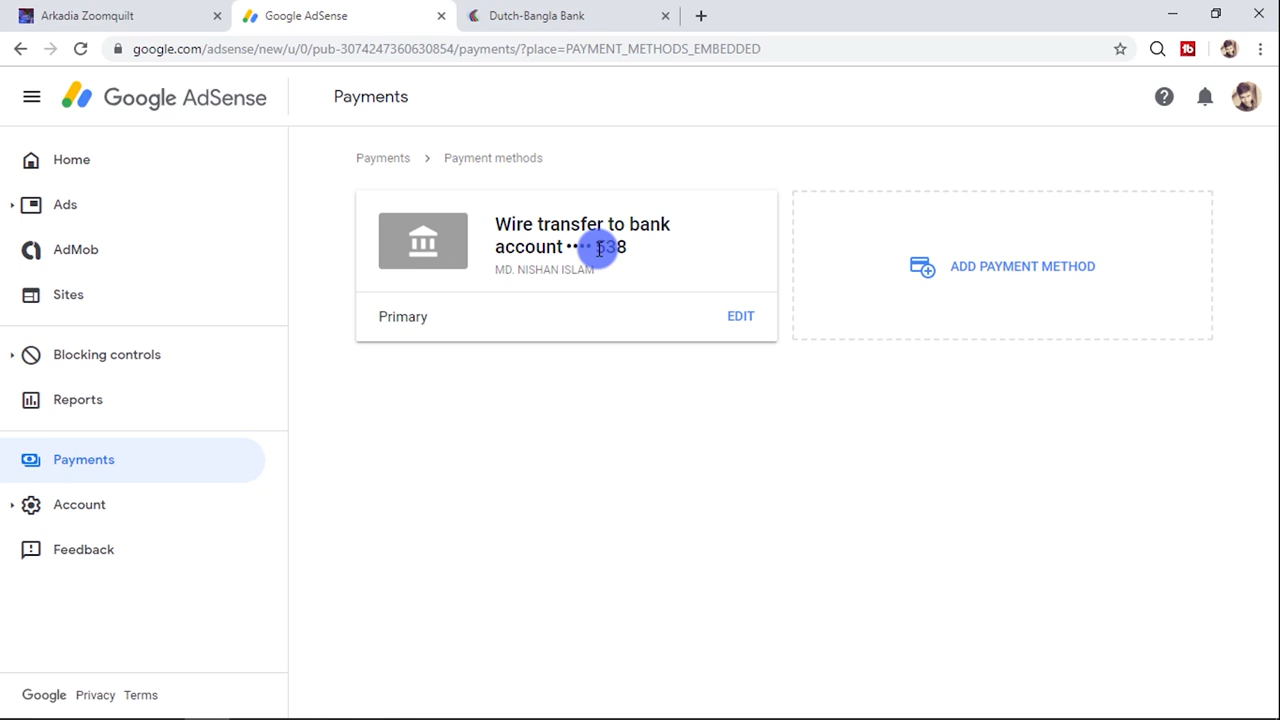 Arkadia Zoomquilt
Google AdSense
Dutch-Bangla Bank
google.com/adsense/new/u/0/pub-3074247360630854/payments/?place=PAYMENT_METHODS_EMBEDDED
Google AdSense
Payments
Home
Ads
AdMob
Sites
Blocking controls
Reports
Payments
Account
Feedback
Google Privacy Terms
Payments > Payment methods
Wire transfer to bank
account •••• 538
MD. NISHAN ISLAM
Primary
EDIT
ADD PAYMENT METHOD